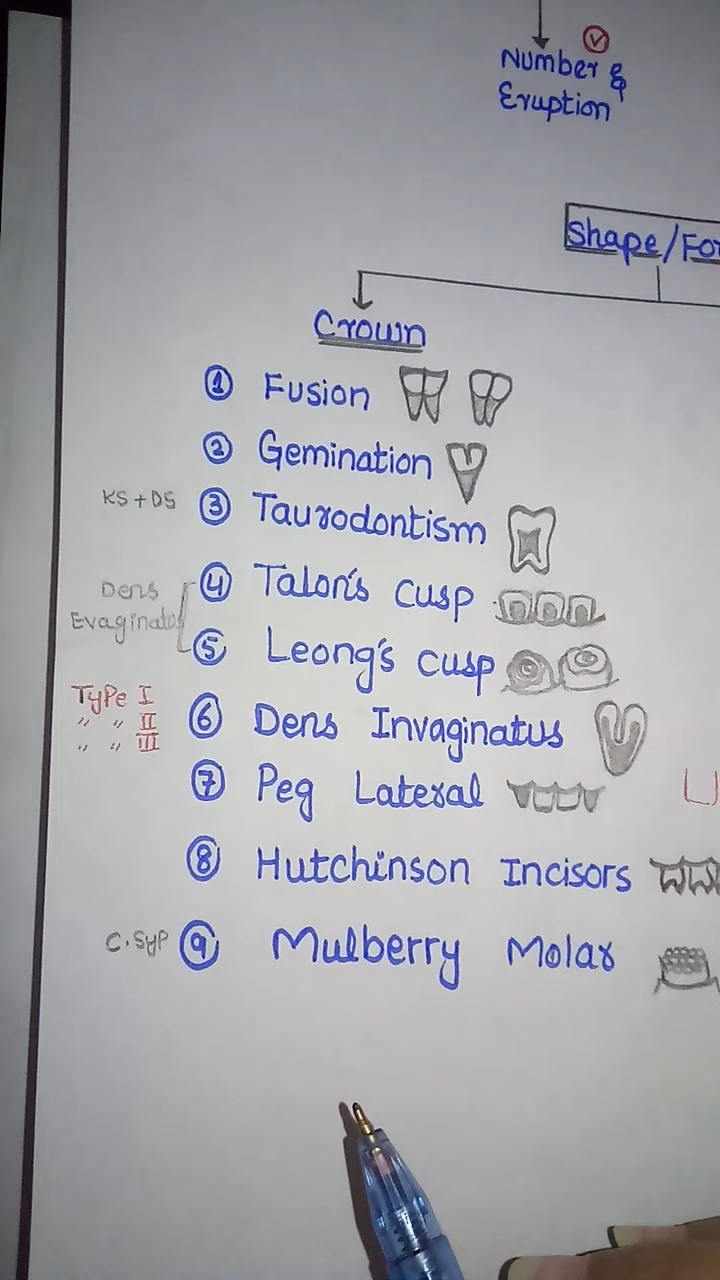 Number &
Eruption
Shape/For
Crown
① Fusion
② Gemination
KS + DS ③ Taurodontism
Dens
Evaginatus
④ Talon's cusp
⑤ Leong's cusp
Type I
" " II
" " III
⑥ Dens Invaginatus
⑦ Peg Lateral
⑧ Hutchinson Incisors
C. Syp ⑨ Mulberry Molar